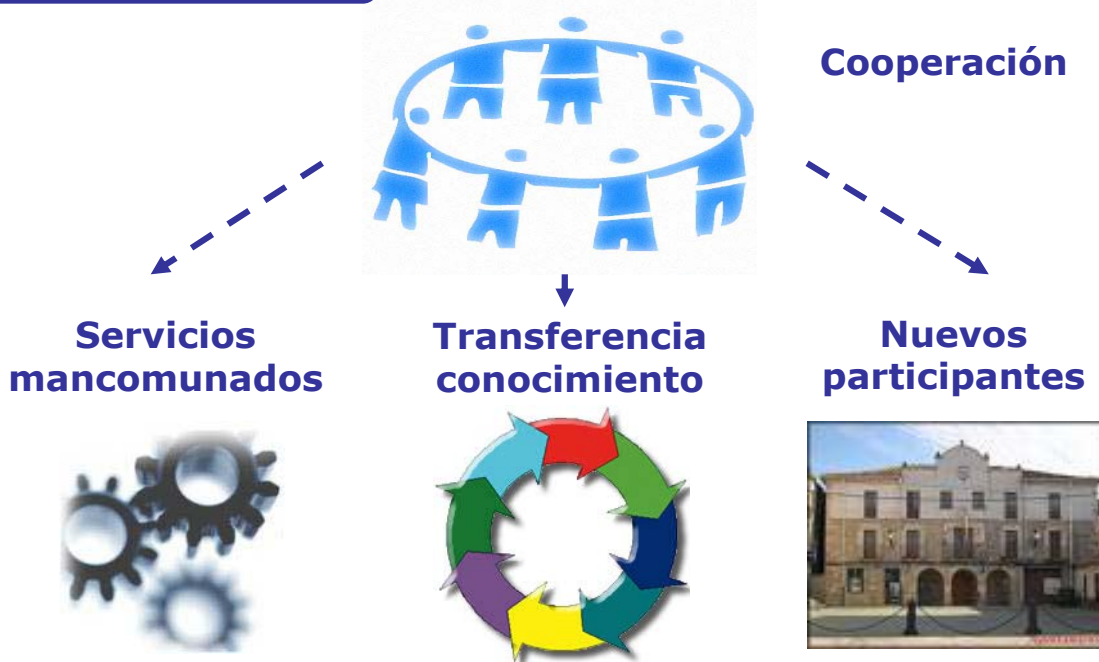 Cooperación
Servicios
mancomunados
Transferencia
conocimiento
Nuevos
participantes